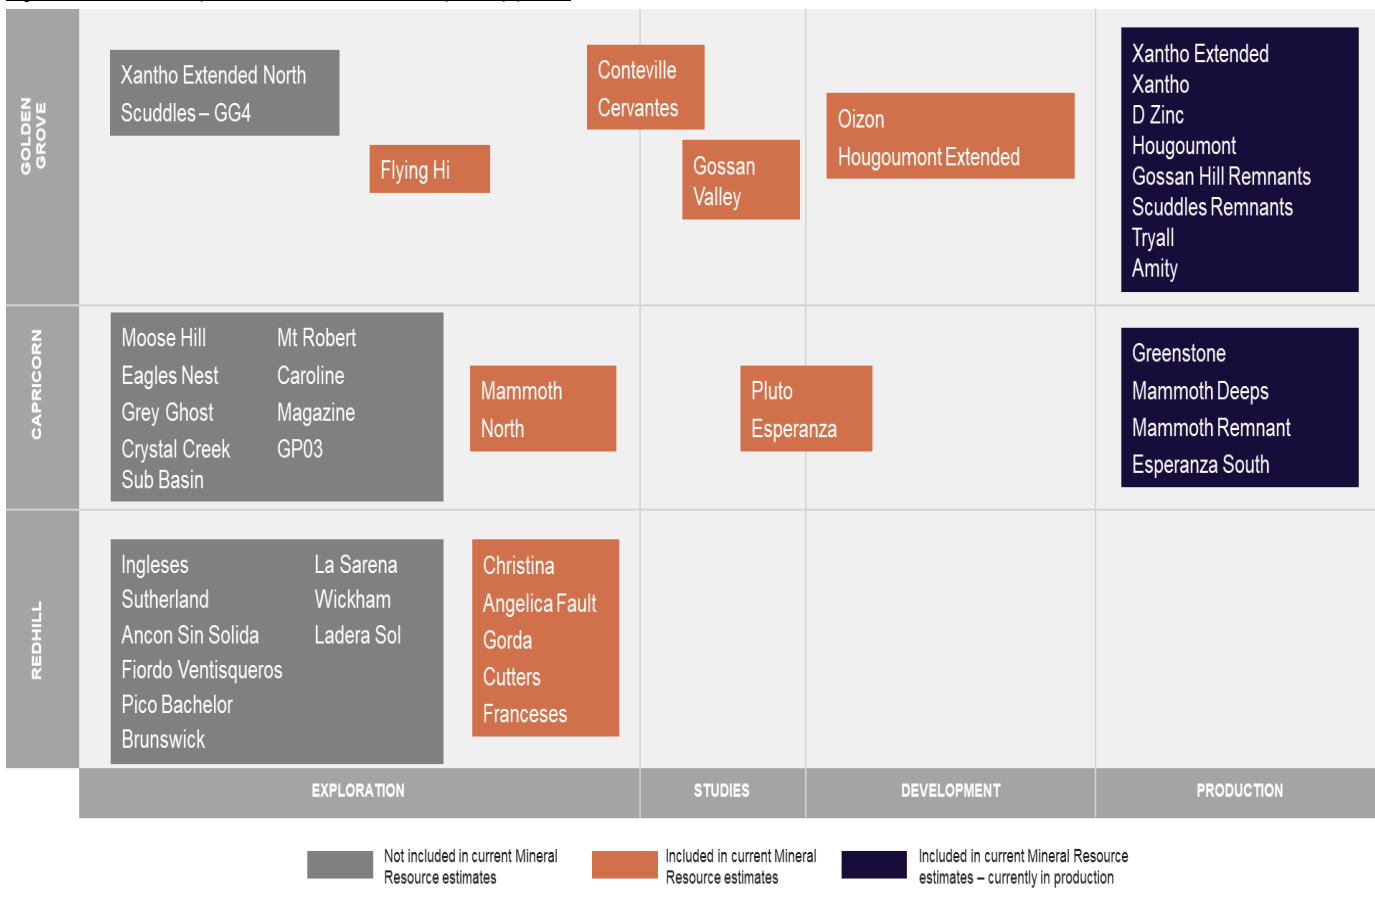 GOLDEN
GROVE
Xantho Extended North
Scuddles – GG4
Flying Hi
Conteville
Cervantes
Gossan
Valley
Oizon
Hougoumont Extended
Xantho Extended
Xantho
D Zinc
Hougoumont
Gossan Hill Remnants
Scuddles Remnants
Tryall
Amity
CAPRICORN
Moose Hill
Eagles Nest
Grey Ghost
Crystal Creek
Sub Basin
Mt Robert
Caroline
Magazine
GP03
Mammoth
North
Pluto
Esperanza
Greenstone
Mammoth Deeps
Mammoth Remnant
Esperanza South
REDHILL
Ingleses
Sutherland
Ancon Sin Solida
Fiordo Ventisqueros
Pico Bachelor
Brunswick
La Sarena
Wickham
Ladera Sol
Christina
Angelica Fault
Gorda
Cutters
Franceses
EXPLORATION
STUDIES
DEVELOPMENT
PRODUCTION
Not included in current Mineral
Resource estimates
Included in current Mineral
Resource estimates
Included in current Mineral Resource
estimates – currently in production